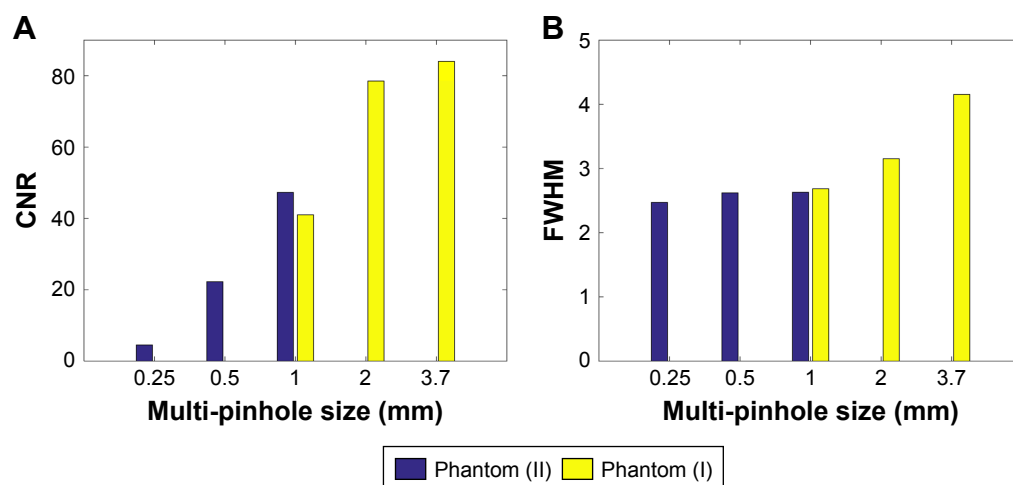 A
CNR
80
60
40
20
0
0.25 0.5 1 2 3.7
Multi-pinhole size (mm)
B
FWHM
5
4
3
2
1
0
0.25 0.5 1 2 3.7
Multi-pinhole size (mm)
Phantom (II) Phantom (I)